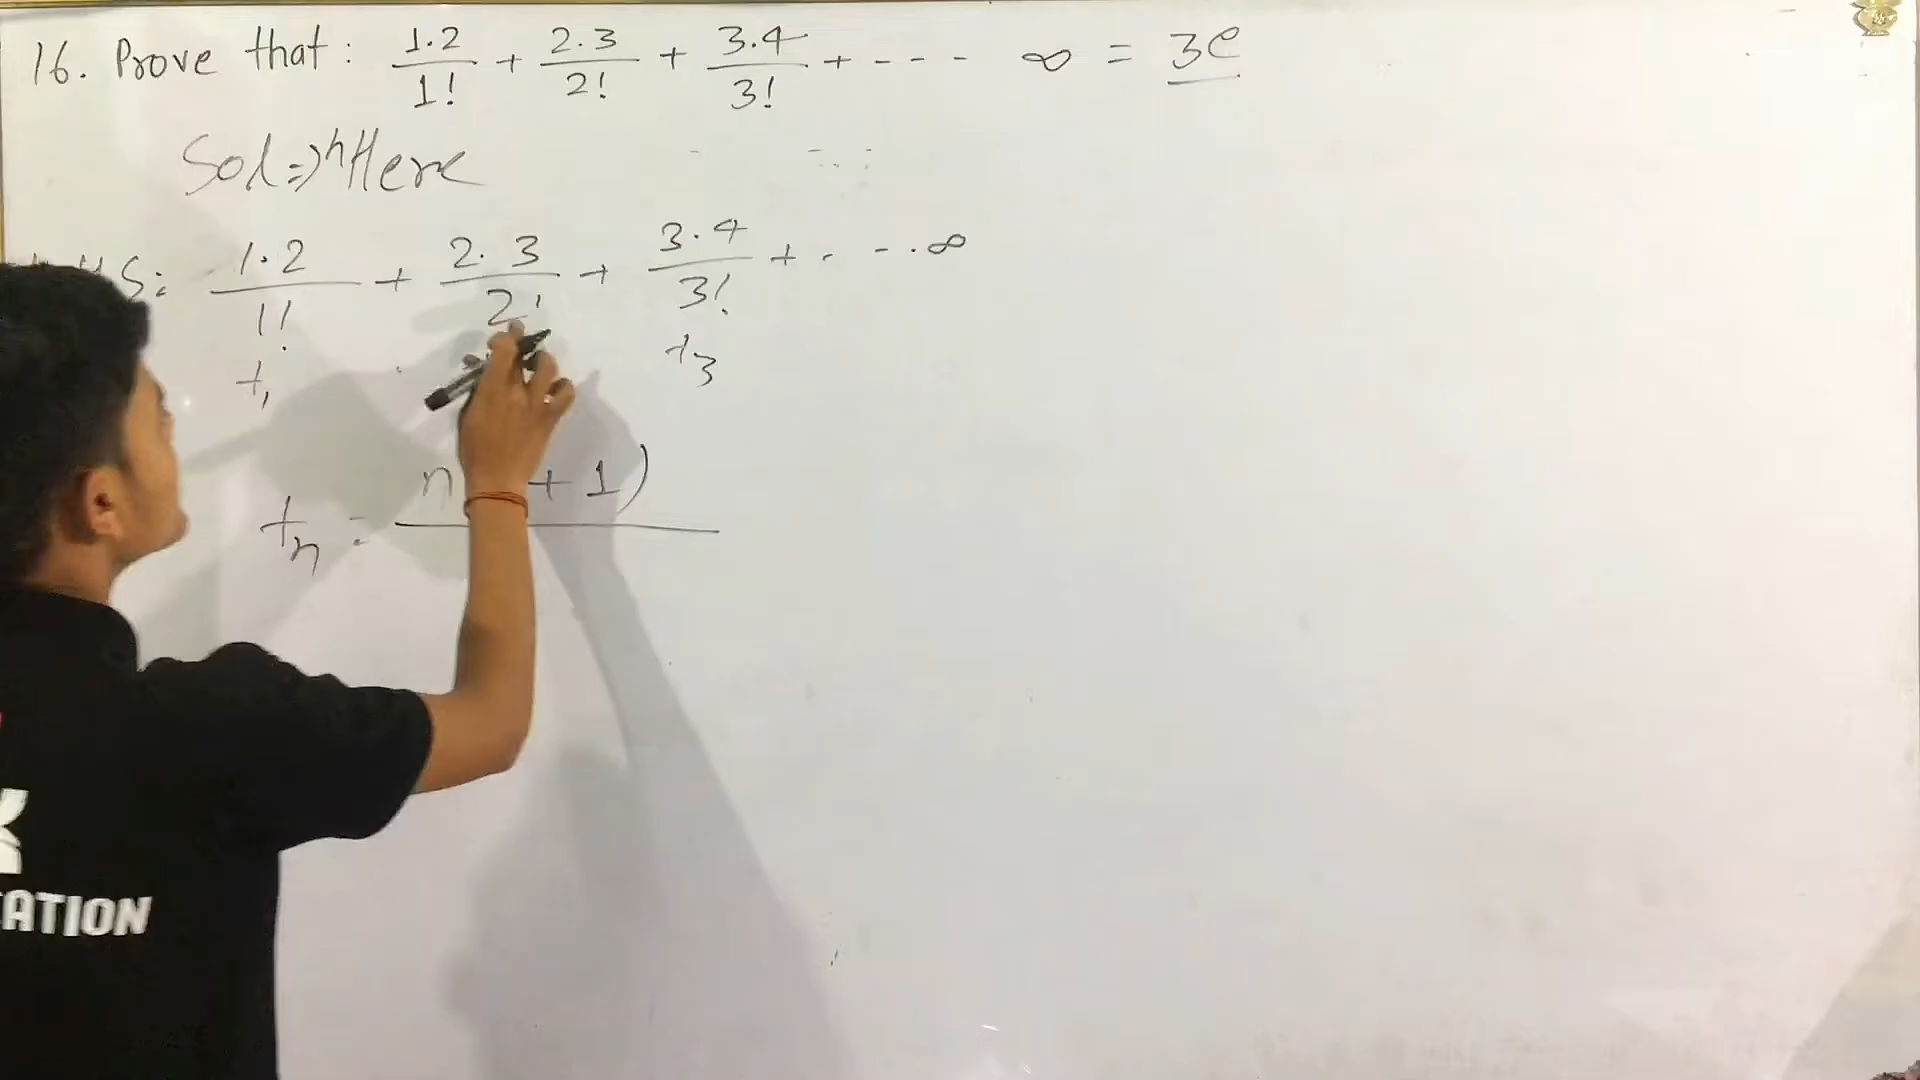 16. Prove that: 1.2/1! + 2.3/2! + 3.4/3! + - - - ∞ = 3e
Sol⇒ⁿ Here
S: 1.2/1! + 2.3/2! + 3.4/3! + . - - . ∞
t₁ t₃
tₙ = n + 1)
ATION